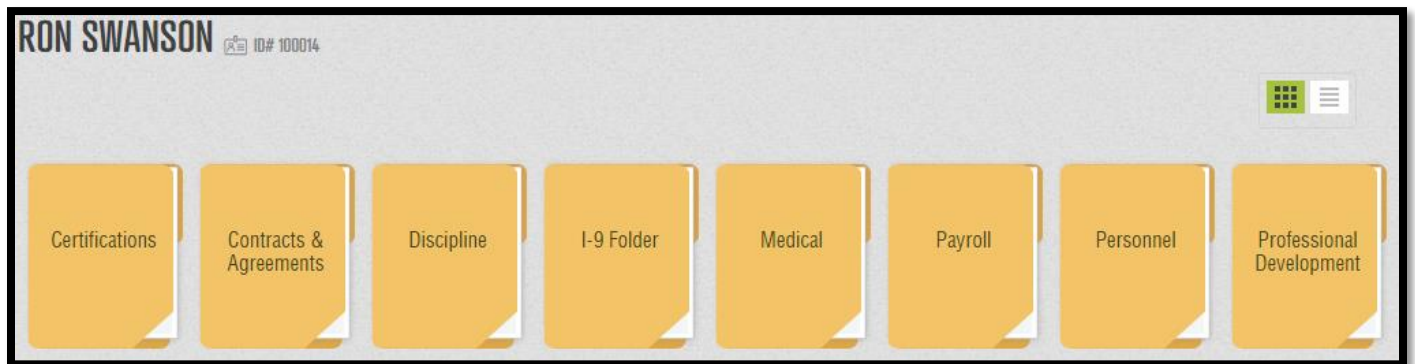 RON SWANSON ID# 100014
Certifications
Contracts &
Agreements
Discipline
I-9 Folder
Medical
Payroll
Personnel
Professional
Development